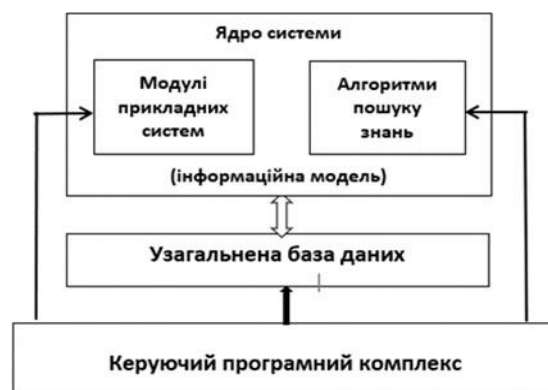 Ядро системи
Модулі
прикладних
систем
Алгоритми
пошуку
знань
(інформаційна модель)
Узагальнена база даних
Керуючий програмний комплекс